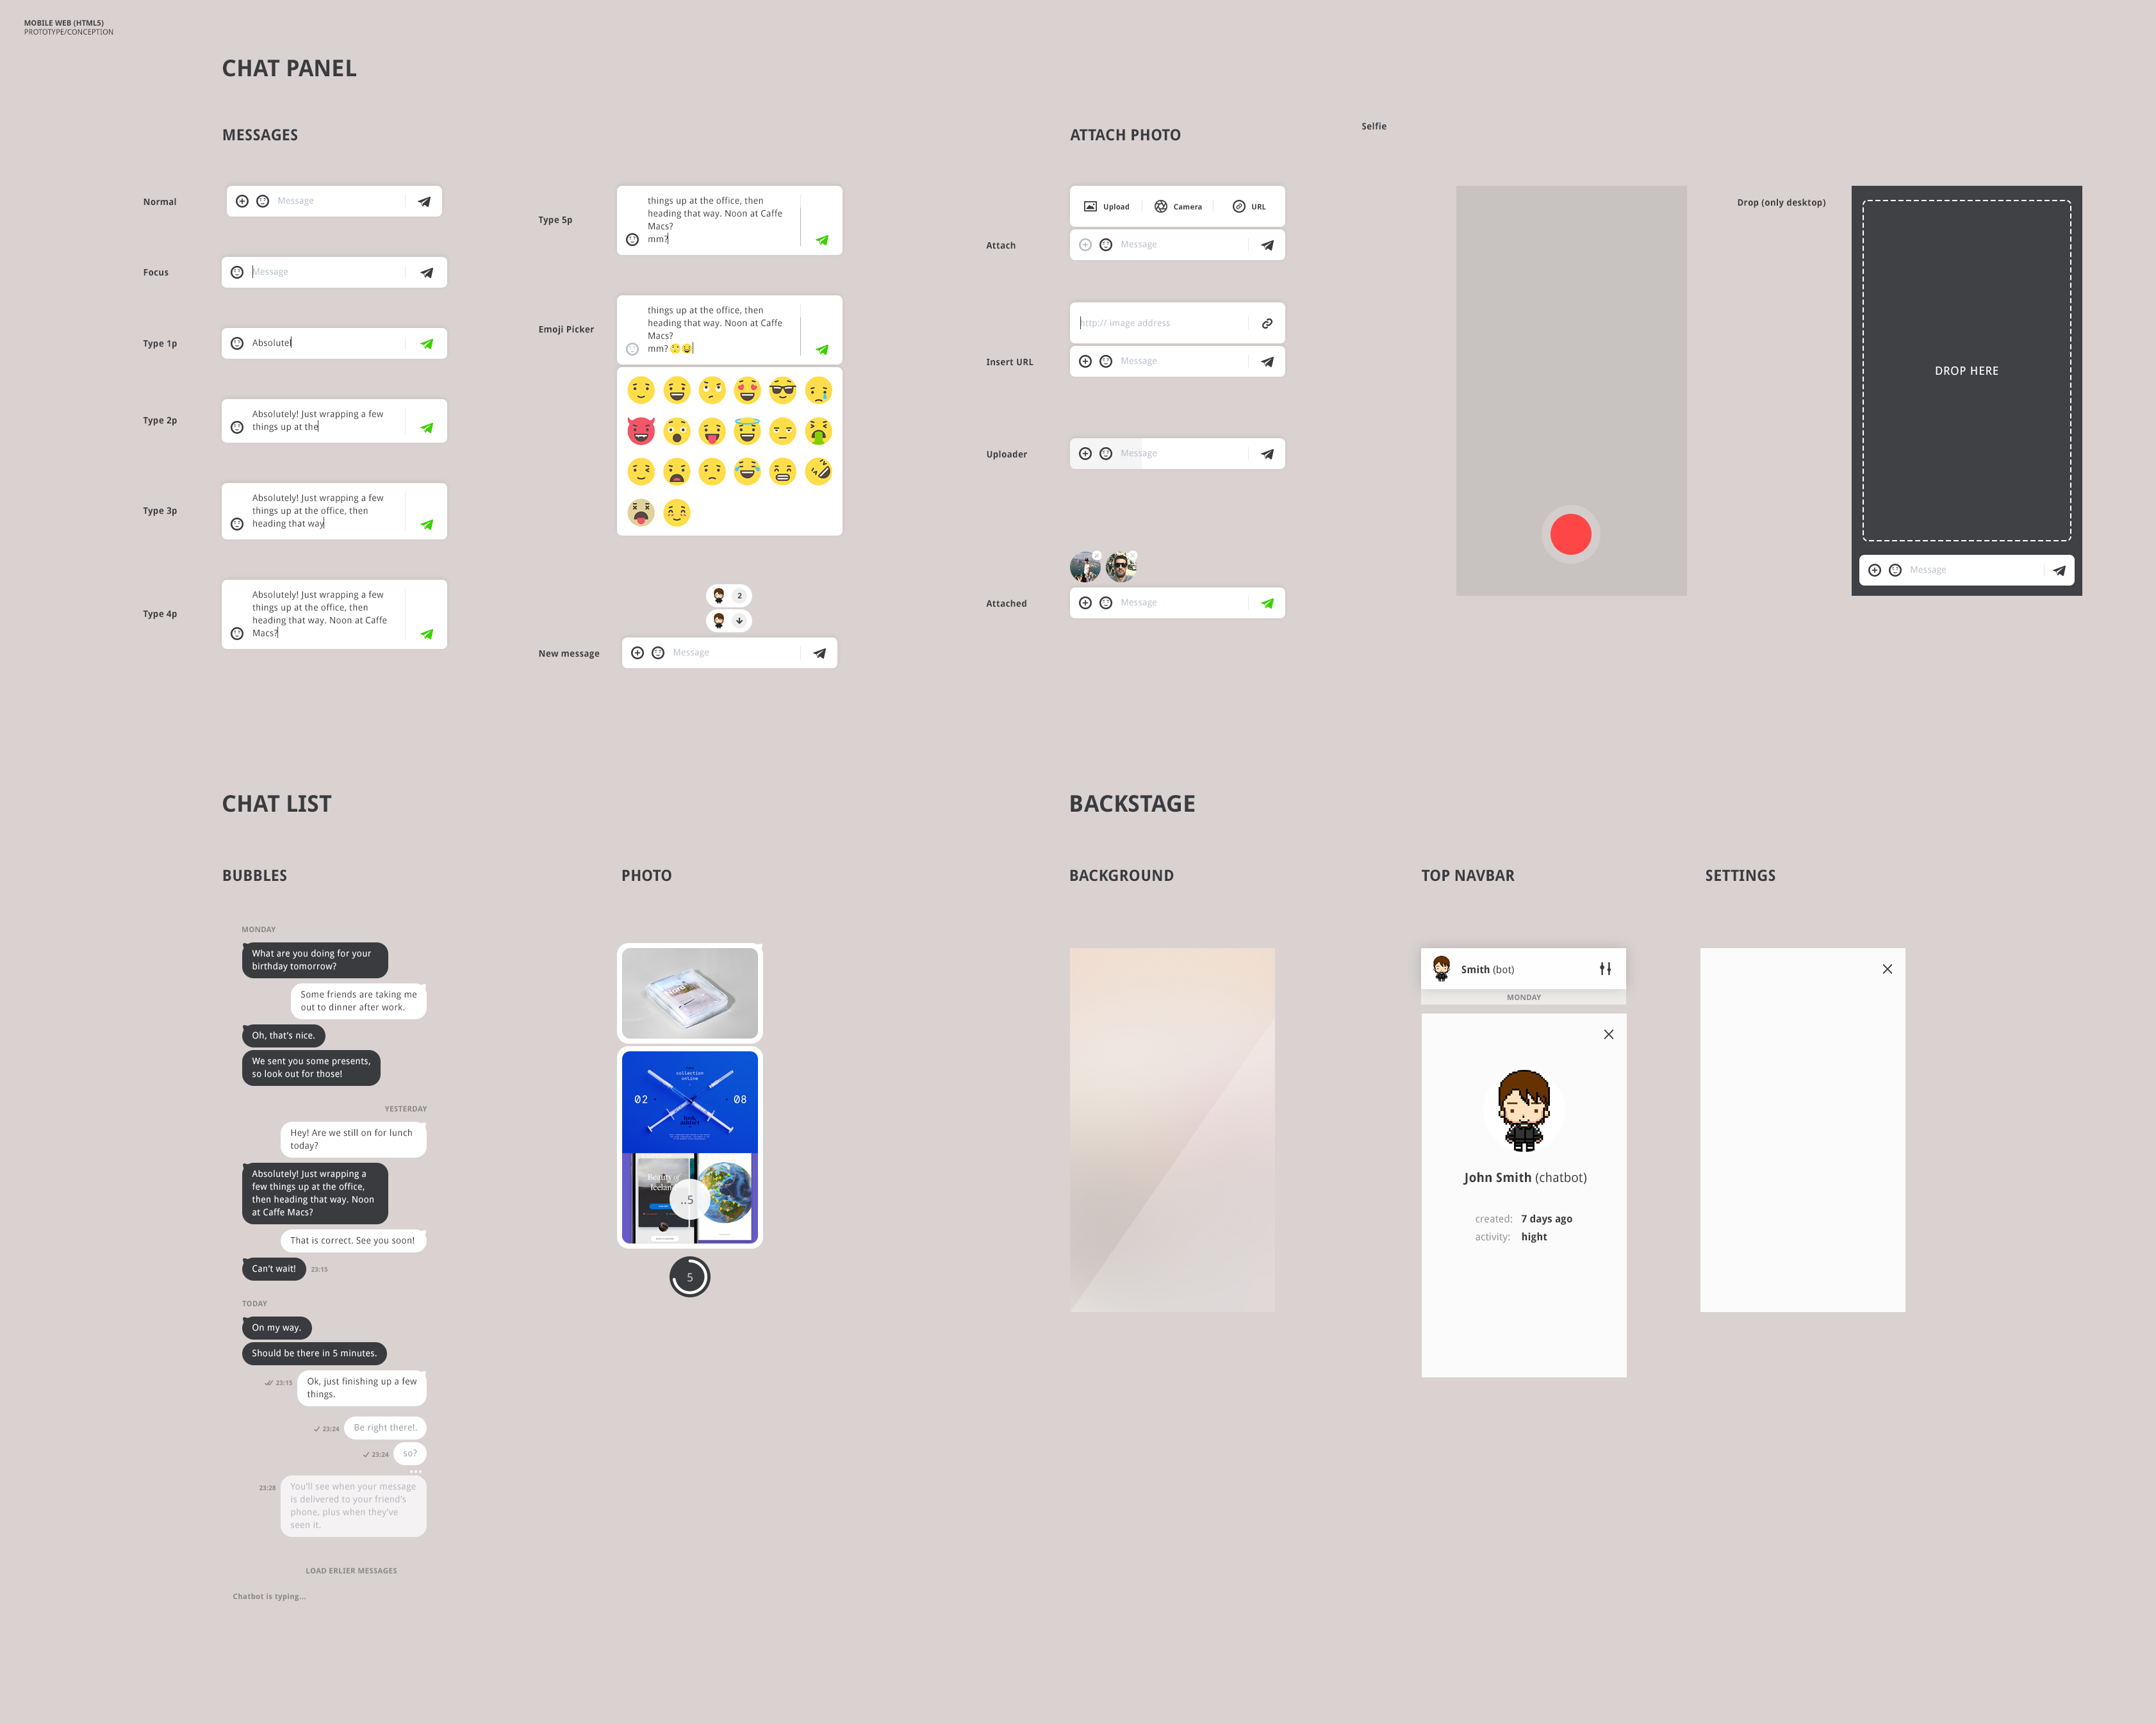 MOBILE WEB (HTML5)
PROTOTYPE/CONCEPTION
CHAT PANEL
MESSAGES
Normal
Message
Focus
Message
Type 1p
Absolutel
Type 2p
Absolutely! Just wrapping a few
things up at the
Type 3p
Absolutely! Just wrapping a few
things up at the office, then
heading that way
Type 4p
Absolutely! Just wrapping a few
things up at the office, then
heading that way. Noon at Caffe
Macs?
Type 5p
things up at the office, then
heading that way. Noon at Caffe
Macs?
mm?
Emoji Picker
things up at the office, then
heading that way. Noon at Caffe
Macs?
mm?
2
New message
Message
ATTACH PHOTO
Upload
Camera
URL
Attach
Message
http:// image address
Insert URL
Message
Uploader
Message
Attached
Message
Selfie
Drop (only desktop)
DROP HERE
Message
CHAT LIST
BUBBLES
MONDAY
What are you doing for your
birthday tomorrow?
Some friends are taking me
out to dinner after work.
Oh, that's nice.
We sent you some presents,
so look out for those!
YESTERDAY
Hey! Are we still on for lunch
today?
Absolutely! Just wrapping a
few things up at the office,
then heading that way. Noon
at Caffe Macs?
That is correct. See you soon!
Can't wait!
23:15
TODAY
On my way.
Should be there in 5 minutes.
23:15
Ok, just finishing up a few
things.
23:24
Be right there!.
23:24
so?
23:28
You'll see when your message
is delivered to your friend's
phone, plus when they've
seen it.
LOAD ERLIER MESSAGES
Chatbot is typing...
PHOTO
collection
online
02
08
Beauty of
Iceland
..5
5
BACKSTAGE
BACKGROUND
TOP NAVBAR
Smith (bot)
MONDAY
John Smith (chatbot)
created: 7 days ago
activity: hight
SETTINGS